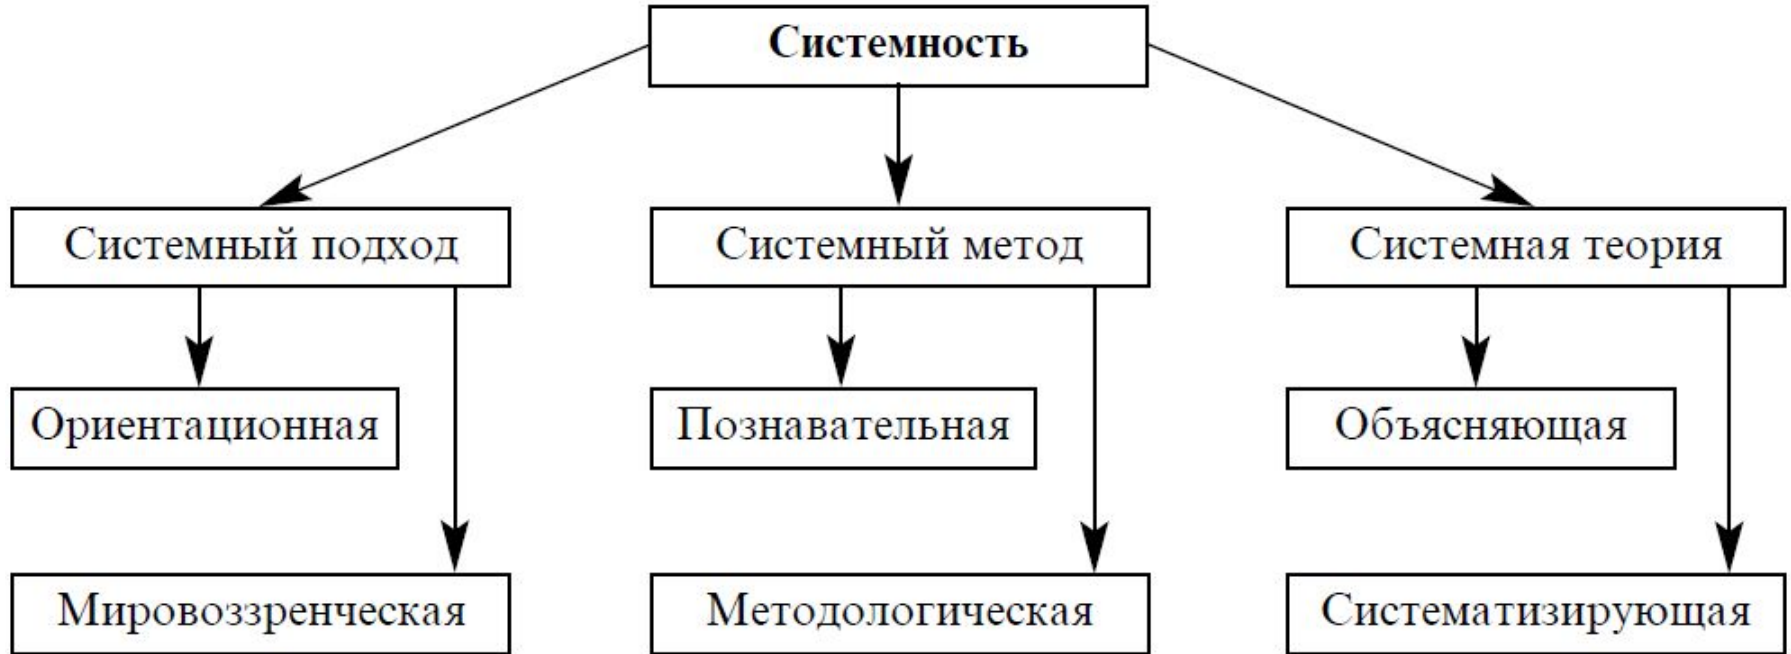 Системность
Системный подход
Системный метод
Системная теория
Ориентационная
Познавательная
Объясняющая
Мировоззренческая
Методологическая
Систематизирующая